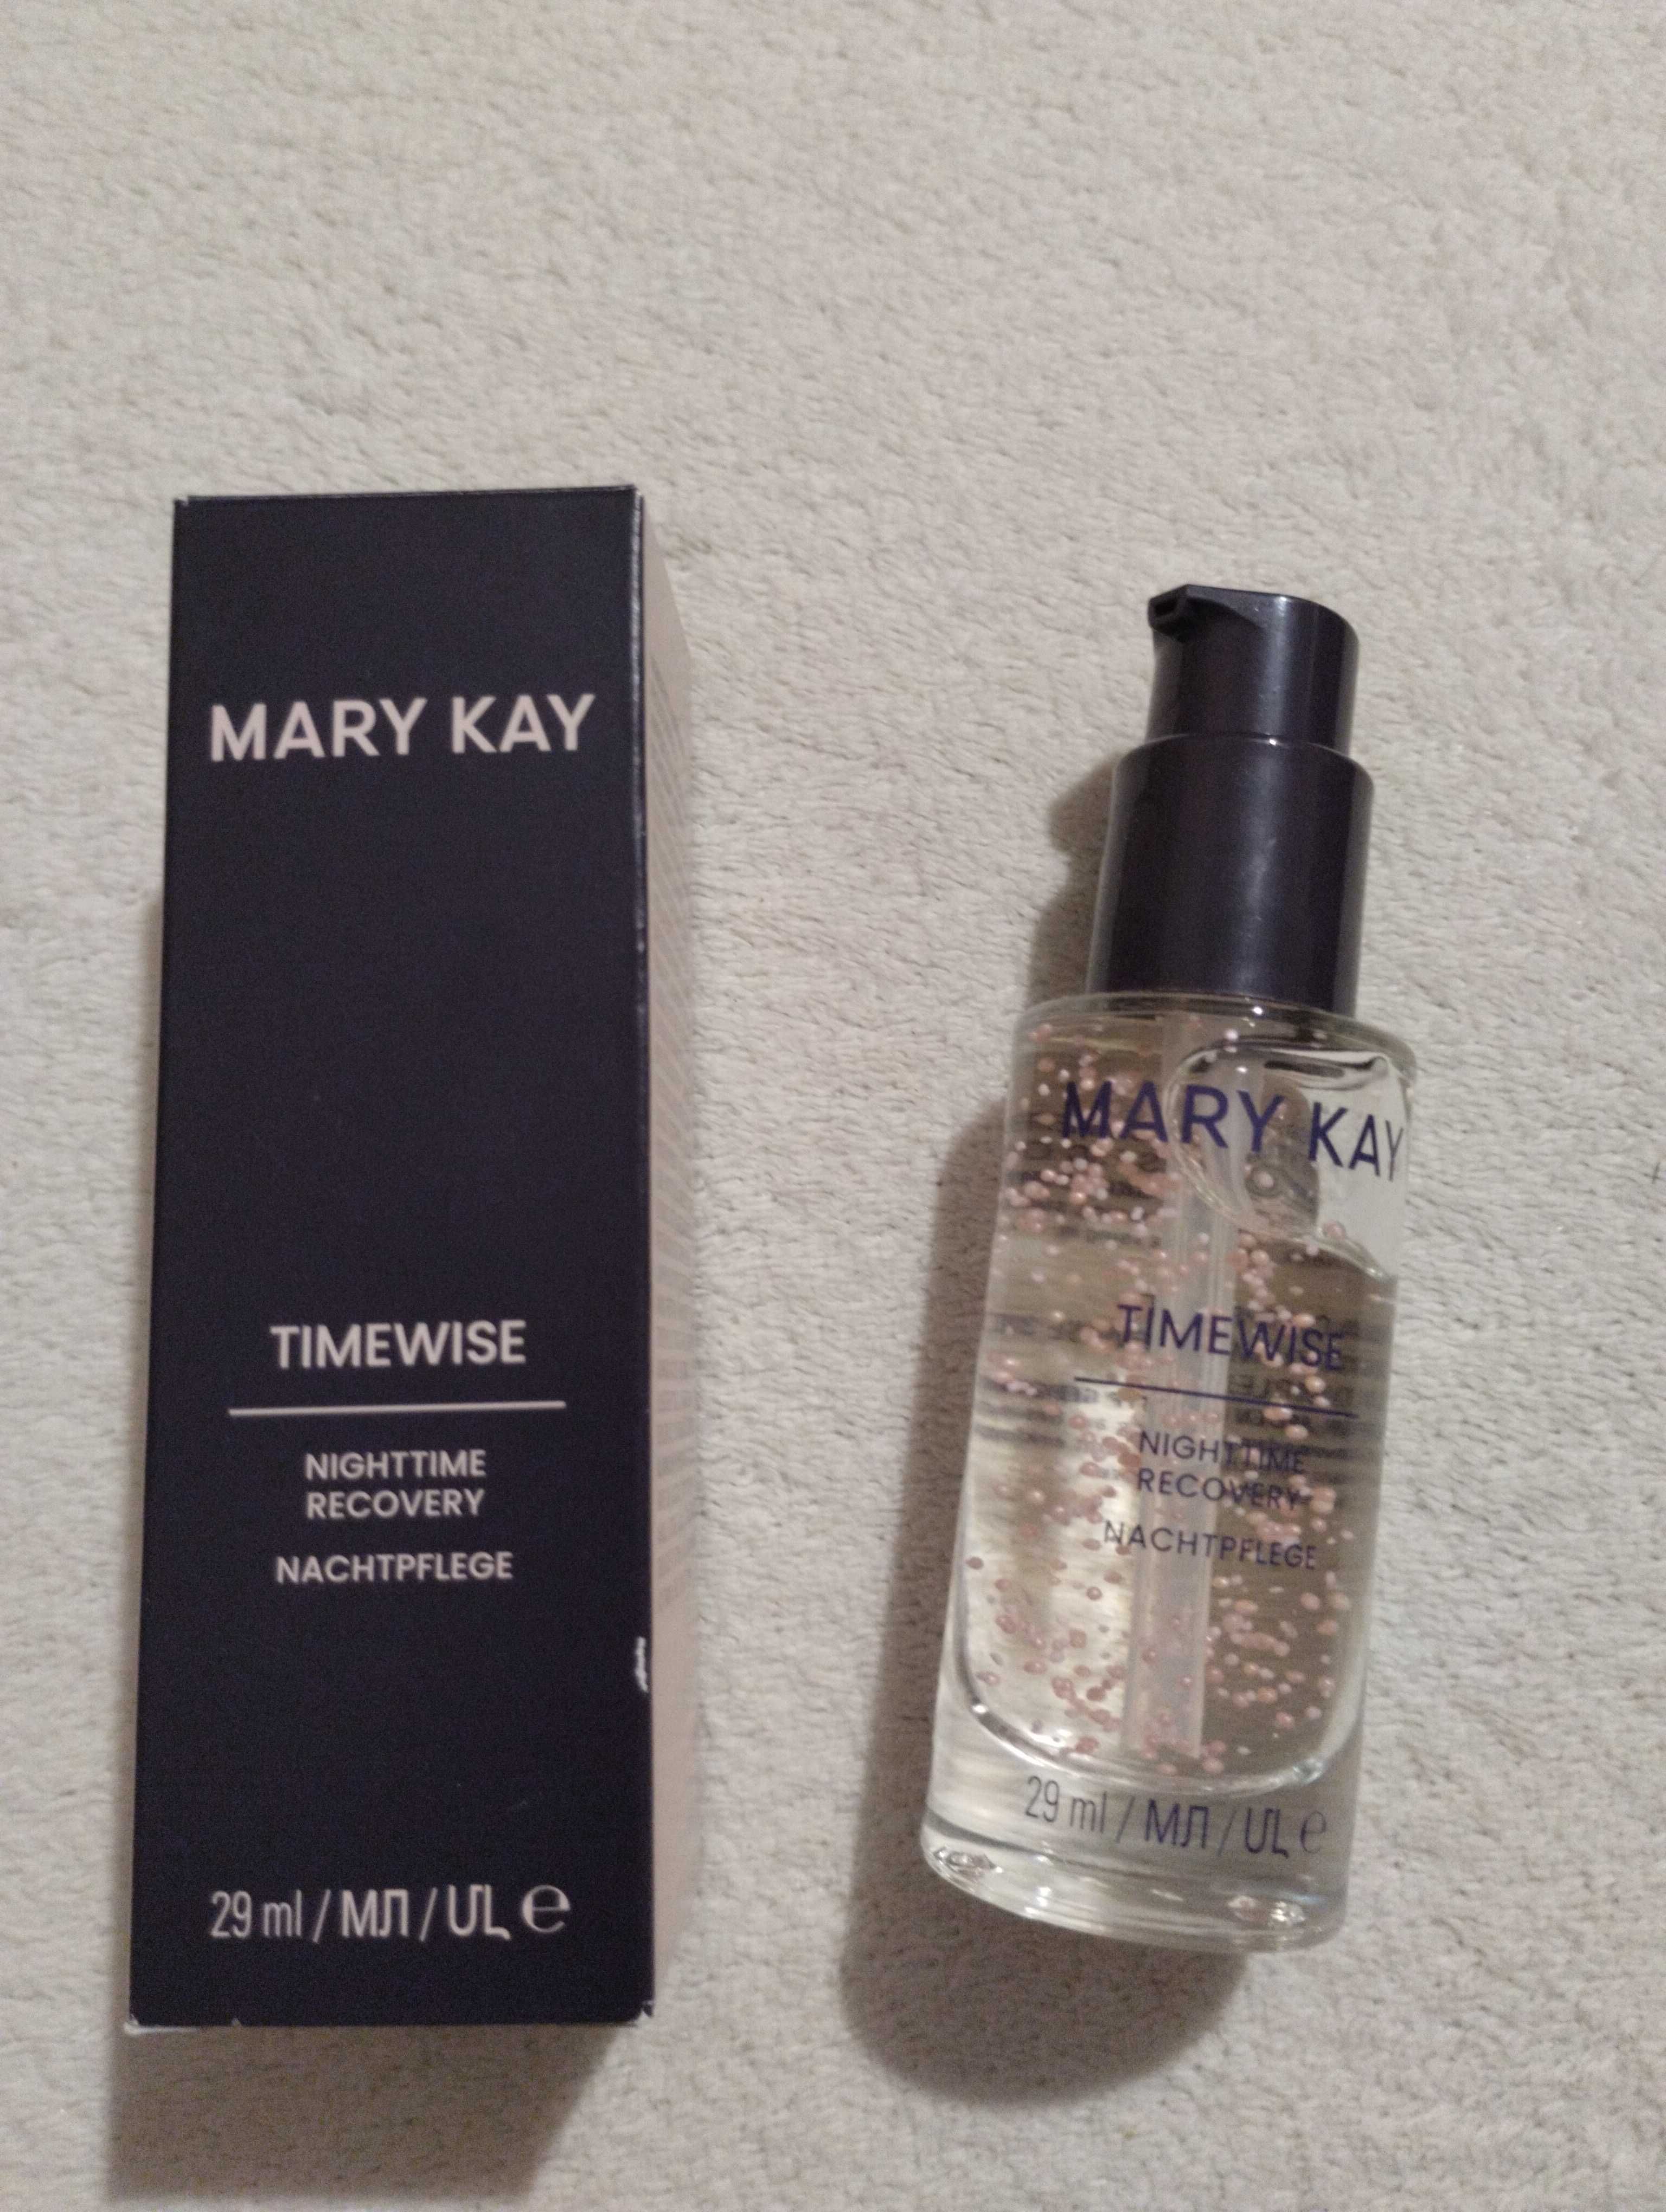 MARY KAY
TIMEWISE
NIGHTTIME
RECOVERY
NACHTPFLEGE
29 ml / МЛ / ՄԼ ℮
MARY KAY
TIMEWISE
NIGHTTIME
RECOVERY
NACHTPFLEGE
29 ml / МЛ / ՄԼ ℮